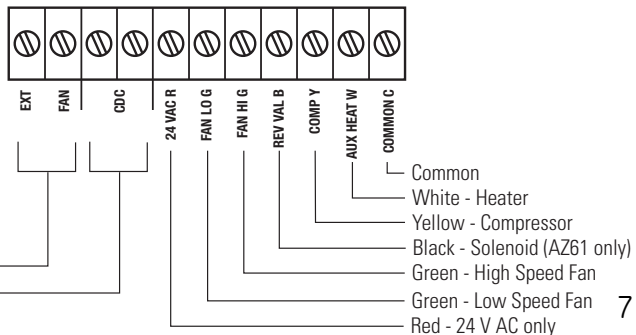 EXT
FAN
CDC
24 VAC R
FAN LO G
FAN HI G
REV VAL B
COMP Y
AUX HEAT W
COMMON C
Common
White - Heater
Yellow - Compressor
Black - Solenoid (AZ61 only)
Green - High Speed Fan
Green - Low Speed Fan
7
Red - 24 V AC only